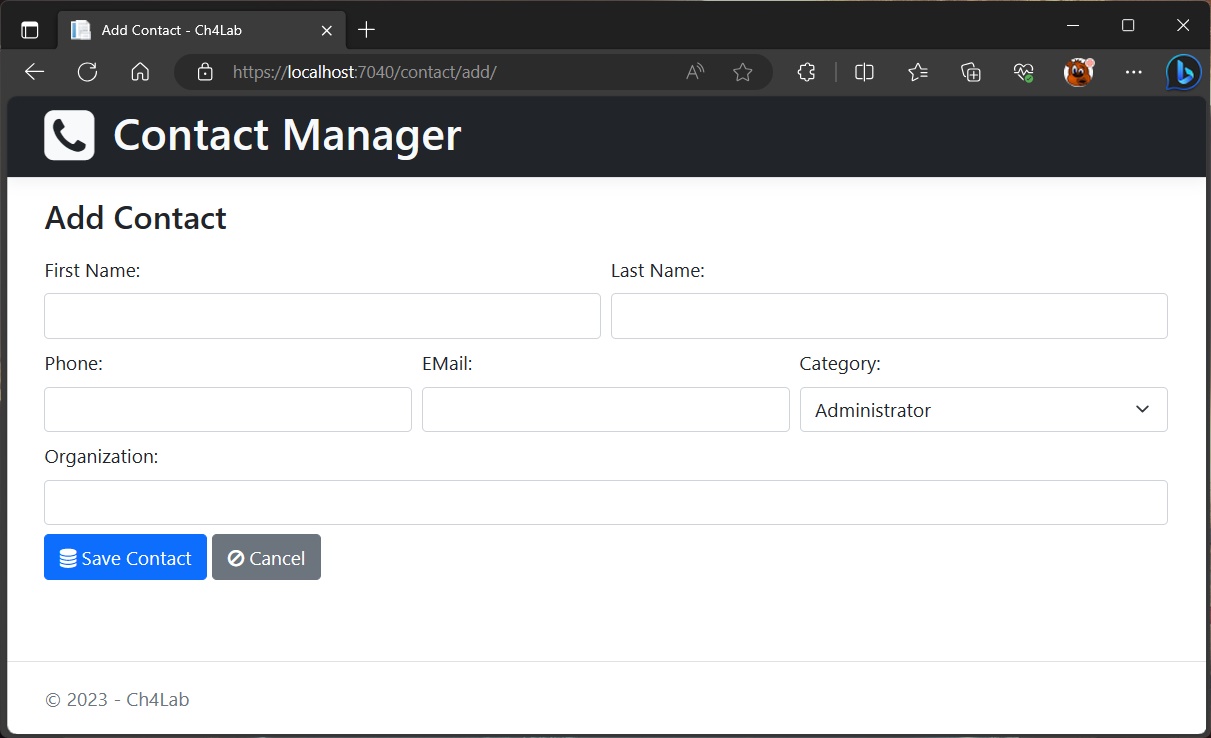 Add Contact - Ch4Lab
https://localhost:7040/contact/add/
Contact Manager
Add Contact
First Name: Last Name:
Phone: EMail: Category:
Administrator
Organization:
Save Contact Cancel
© 2023 - Ch4Lab